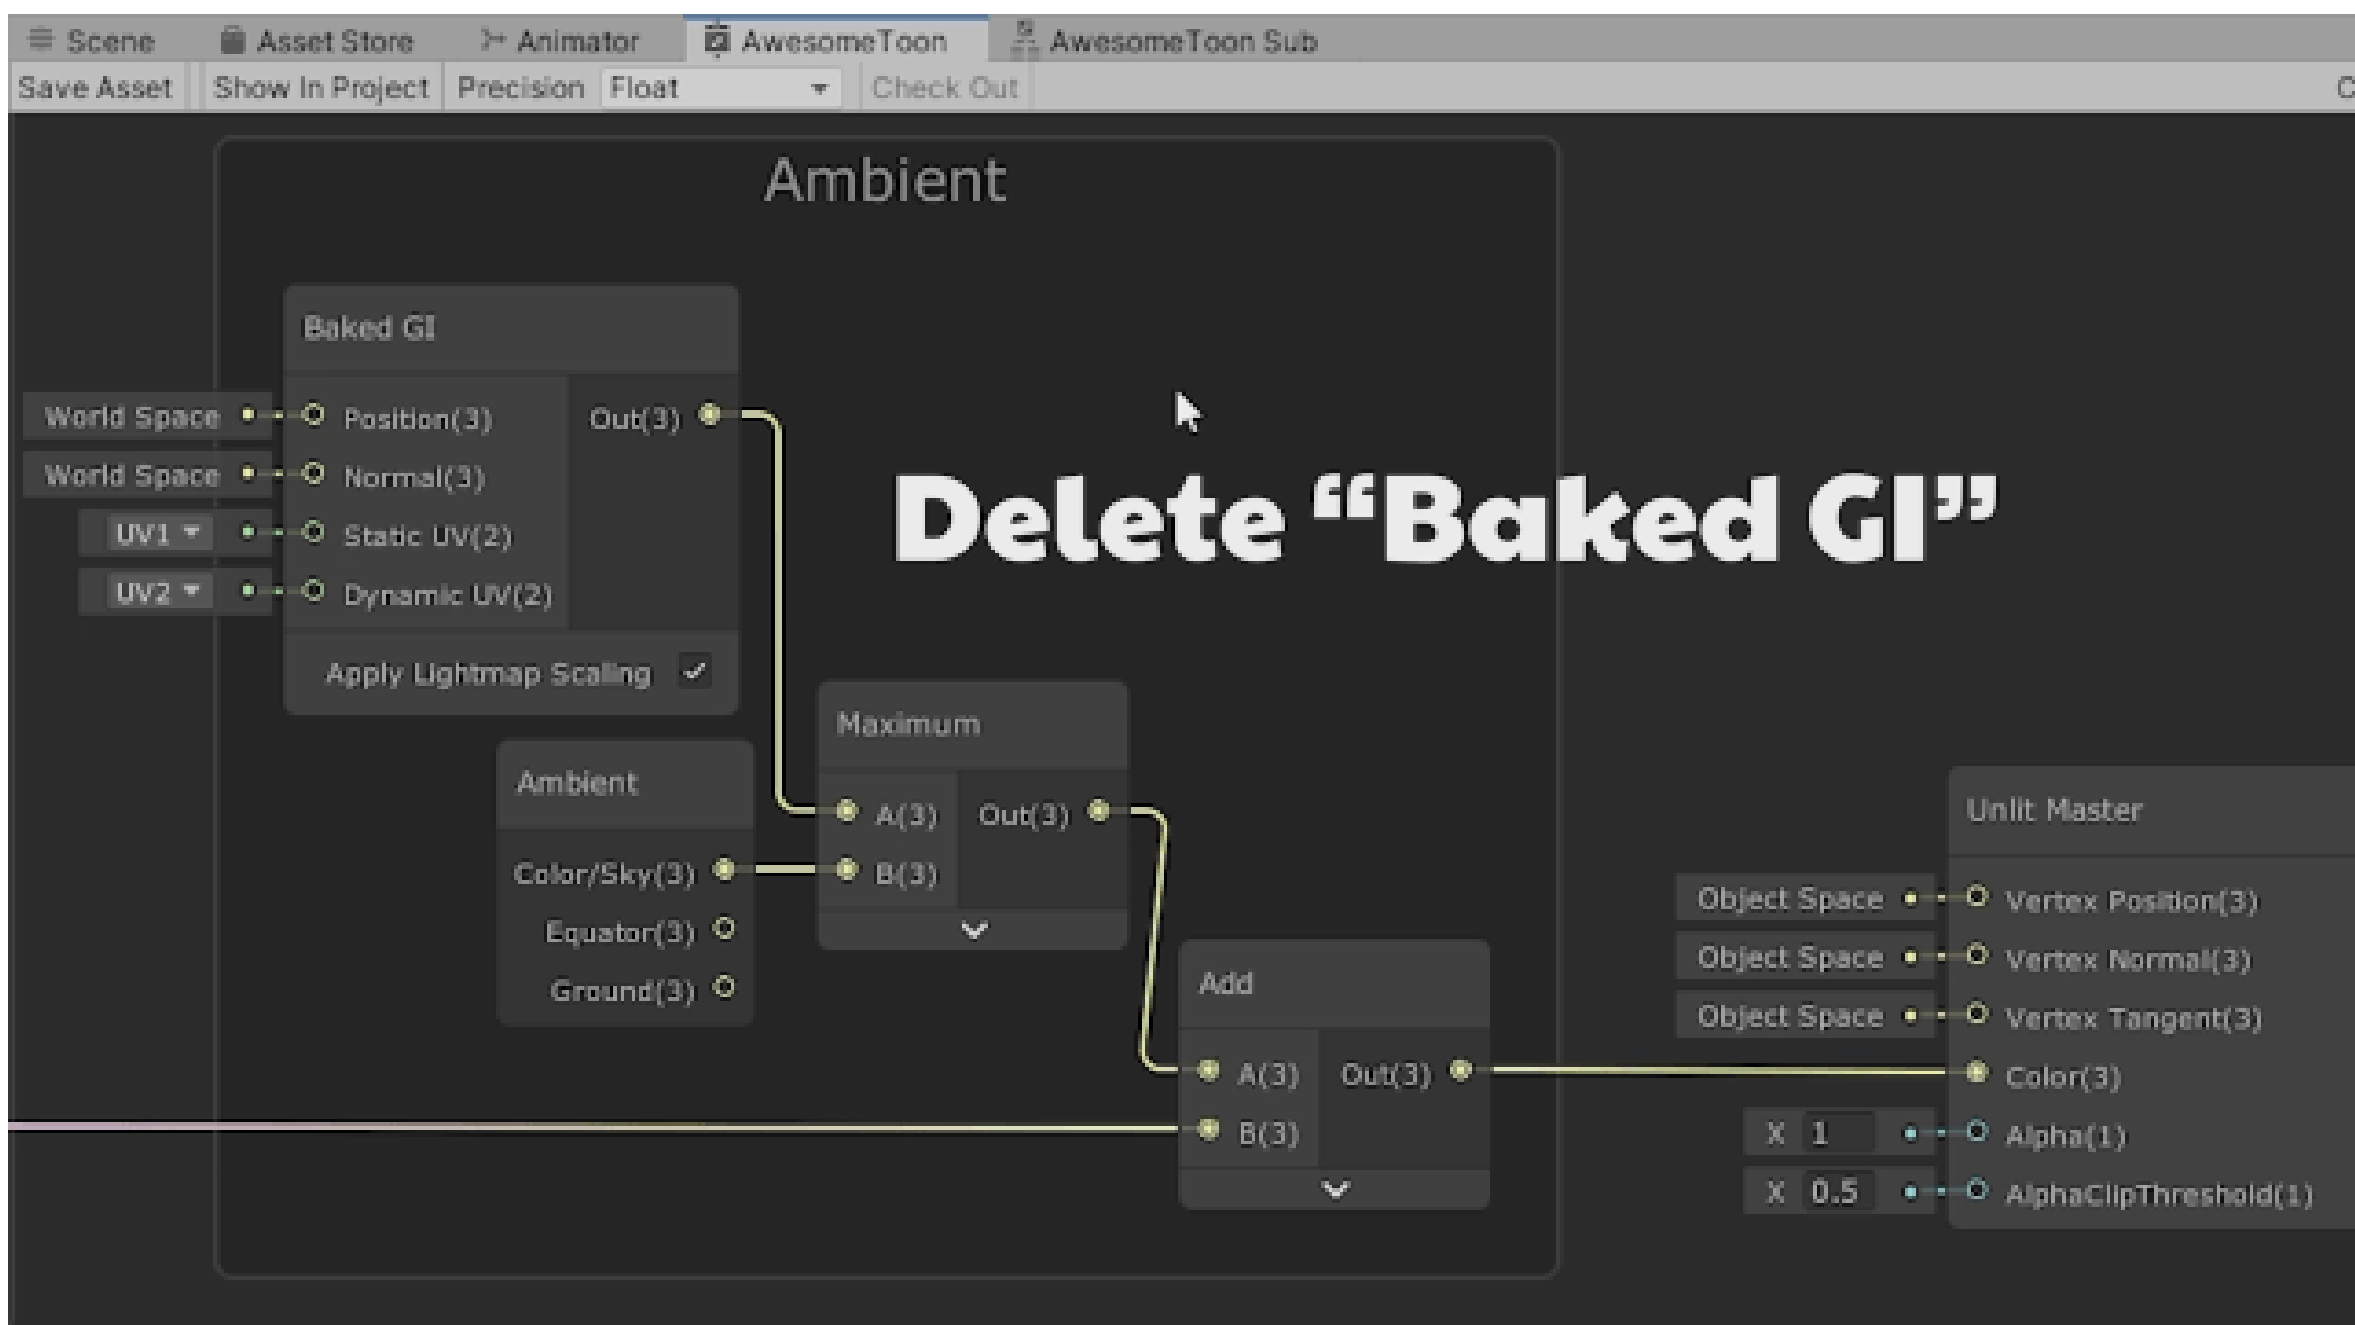 Scene Asset Store Animator AwesomeToon AwesomeToon Sub
Save Asset Show In Project Precision Float Check Out C
Ambient
Baked GI
World Space Position(3) Out(3)
World Space Normal(3)
UV1 Static UV(2)
UV2 Dynamic UV(2)
Apply Lightmap Scaling
Delete “Baked GI”
Maximum
A(3) Out(3)
B(3)
Ambient
Color/Sky(3)
Equator(3)
Ground(3)
Add
A(3) Out(3)
B(3)
Unlit Master
Object Space Vertex Position(3)
Object Space Vertex Normal(3)
Object Space Vertex Tangent(3)
Color(3)
X 1 Alpha(1)
X 0.5 AlphaClipThreshold(1)